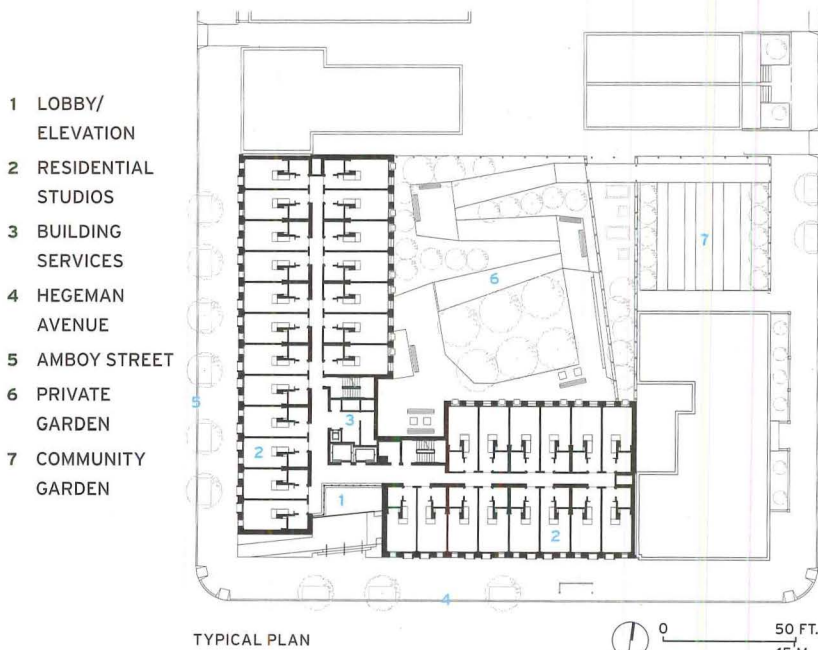 1 LOBBY/
ELEVATION
2 RESIDENTIAL
STUDIOS
3 BUILDING
SERVICES
4 HEGEMAN
AVENUE
5 AMBOY STREET
6 PRIVATE
GARDEN
7 COMMUNITY
GARDEN
7
6
5
3
2
1
2
4
TYPICAL PLAN
0 50 FT.
15 M.